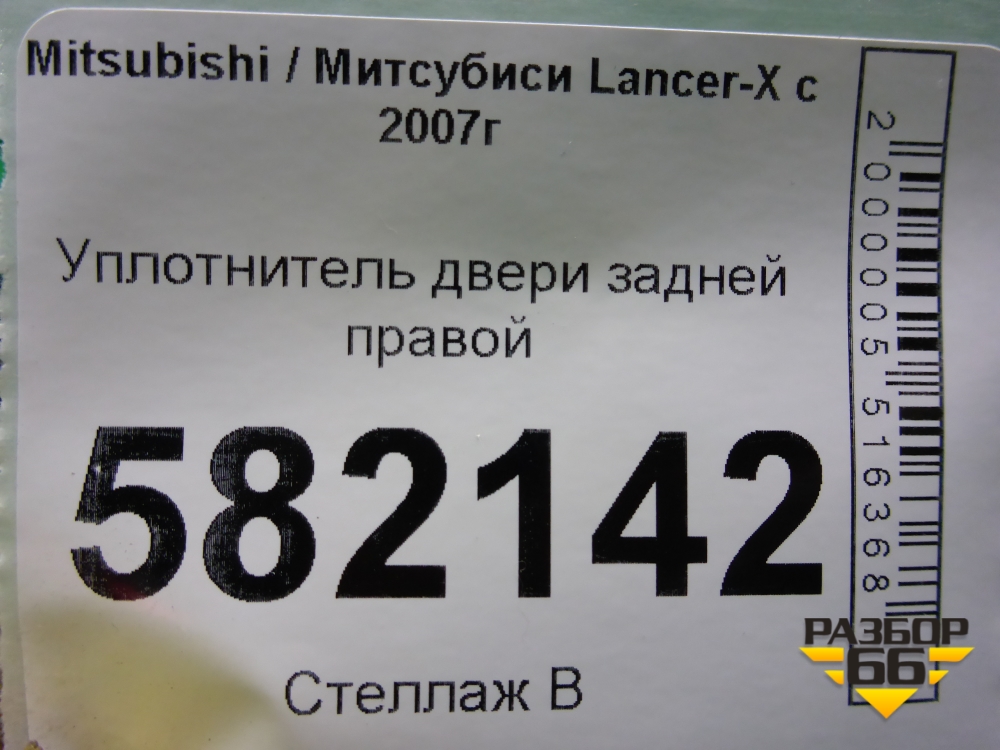 Mitsubishi / Митсубиси Lancer-X с
2007г
Уплотнитель двери задней
правой
582142
Стеллаж В
2000005516368
РАЗБОР
66